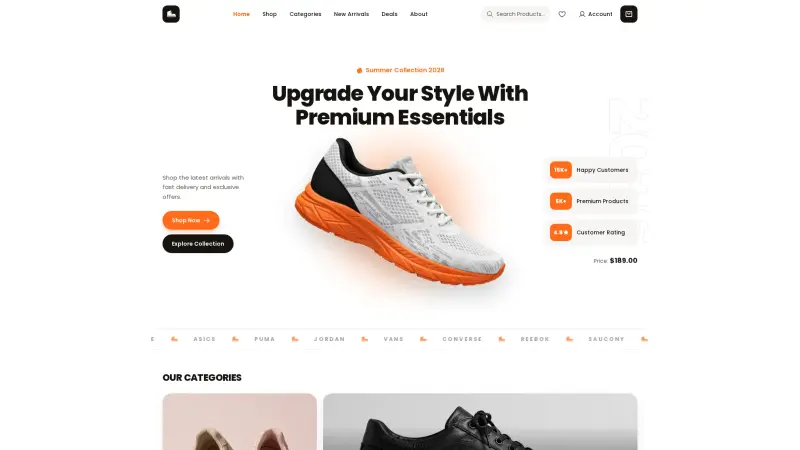 Home Shop Categories New Arrivals Deals About Search Products... Account
Summer Collection 2026
Upgrade Your Style With
Premium Essentials
Shop the latest arrivals with
fast delivery and exclusive
offers.
Shop Now →
Explore Collection
Happy Customers
Premium Products
4.9 Customer Rating
Price: $189.00
E ASICS PUMA JORDAN VANS CONVERSE REEBOK SAUCONY
OUR CATEGORIES